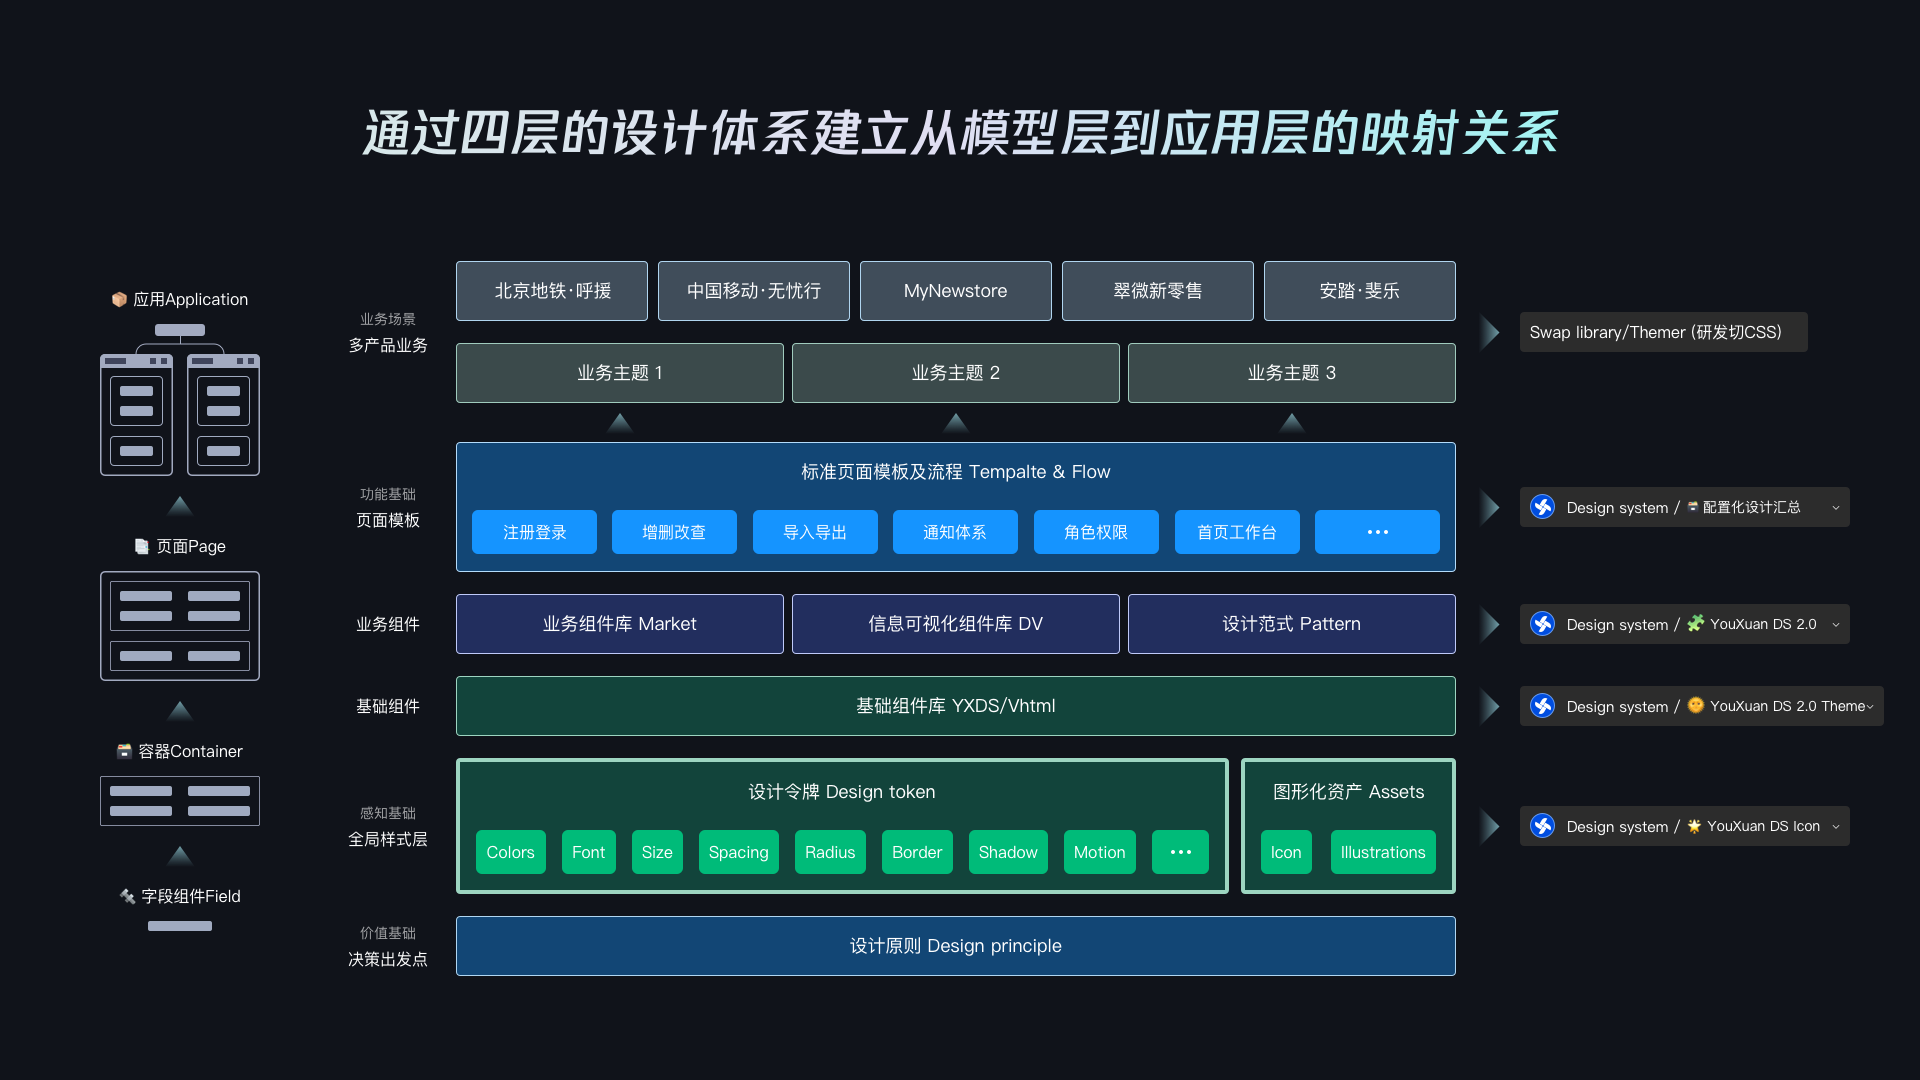 通过四层的设计体系建立从模型层到应用层的映射关系
应用Application
页面Page
容器Container
字段组件Field
业务场景
多产品业务
北京地铁·呼援
中国移动·无忧行
MyNewstore
翠微新零售
安踏·斐乐
业务主题 1
业务主题 2
业务主题 3
Swap library/Themer (研发切CSS)
功能基础
页面模板
标准页面模板及流程 Tempalte & Flow
注册登录
增删改查
导入导出
通知体系
角色权限
首页工作台
•••
Design system / 配置化设计汇总
业务组件
业务组件库 Market
信息可视化组件库 DV
设计范式 Pattern
Design system / YouXuan DS 2.0
基础组件
基础组件库 YXDS/Vhtml
Design system / YouXuan DS 2.0 Theme
感知基础
全局样式层
设计令牌 Design token
Colors
Font
Size
Spacing
Radius
Border
Shadow
Motion
•••
图形化资产 Assets
Icon
Illustrations
Design system / YouXuan DS Icon
价值基础
决策出发点
设计原则 Design principle